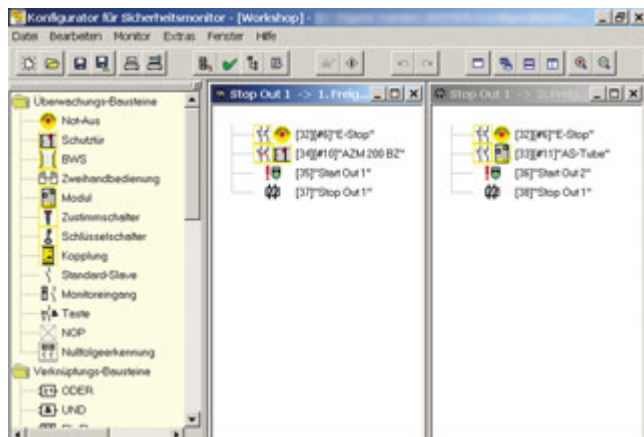 Konfigurator für Sicherheitsmonitor - [Workshop] -
Datei Bearbeiten Monitor Extras Fenster Hilfe
Überwachungs-Bausteine
Not-Aus
Schutztür
BWS
Zweihandbedienung
Modul
Zustimmschalter
Schlüsselschalter
Kopplung
Standard-Slave
Monitoreingang
Taste
NOP
Nullfolgeerkennung
Verknüpfungs-Bausteine
ODER
UND
Stop Out 1 -> 1.Freig...
[32][#6]"E-Stop"
[34][#10]"AZM 200 BZ"
[35]"Start Out 1"
[37]"Stop Out 1"
Stop Out 1 -> 2.Freig...
[32][#6]"E-Stop"
[33][#11]"AS-Tube"
[36]"Start Out 2"
[38]"Stop Out 1"